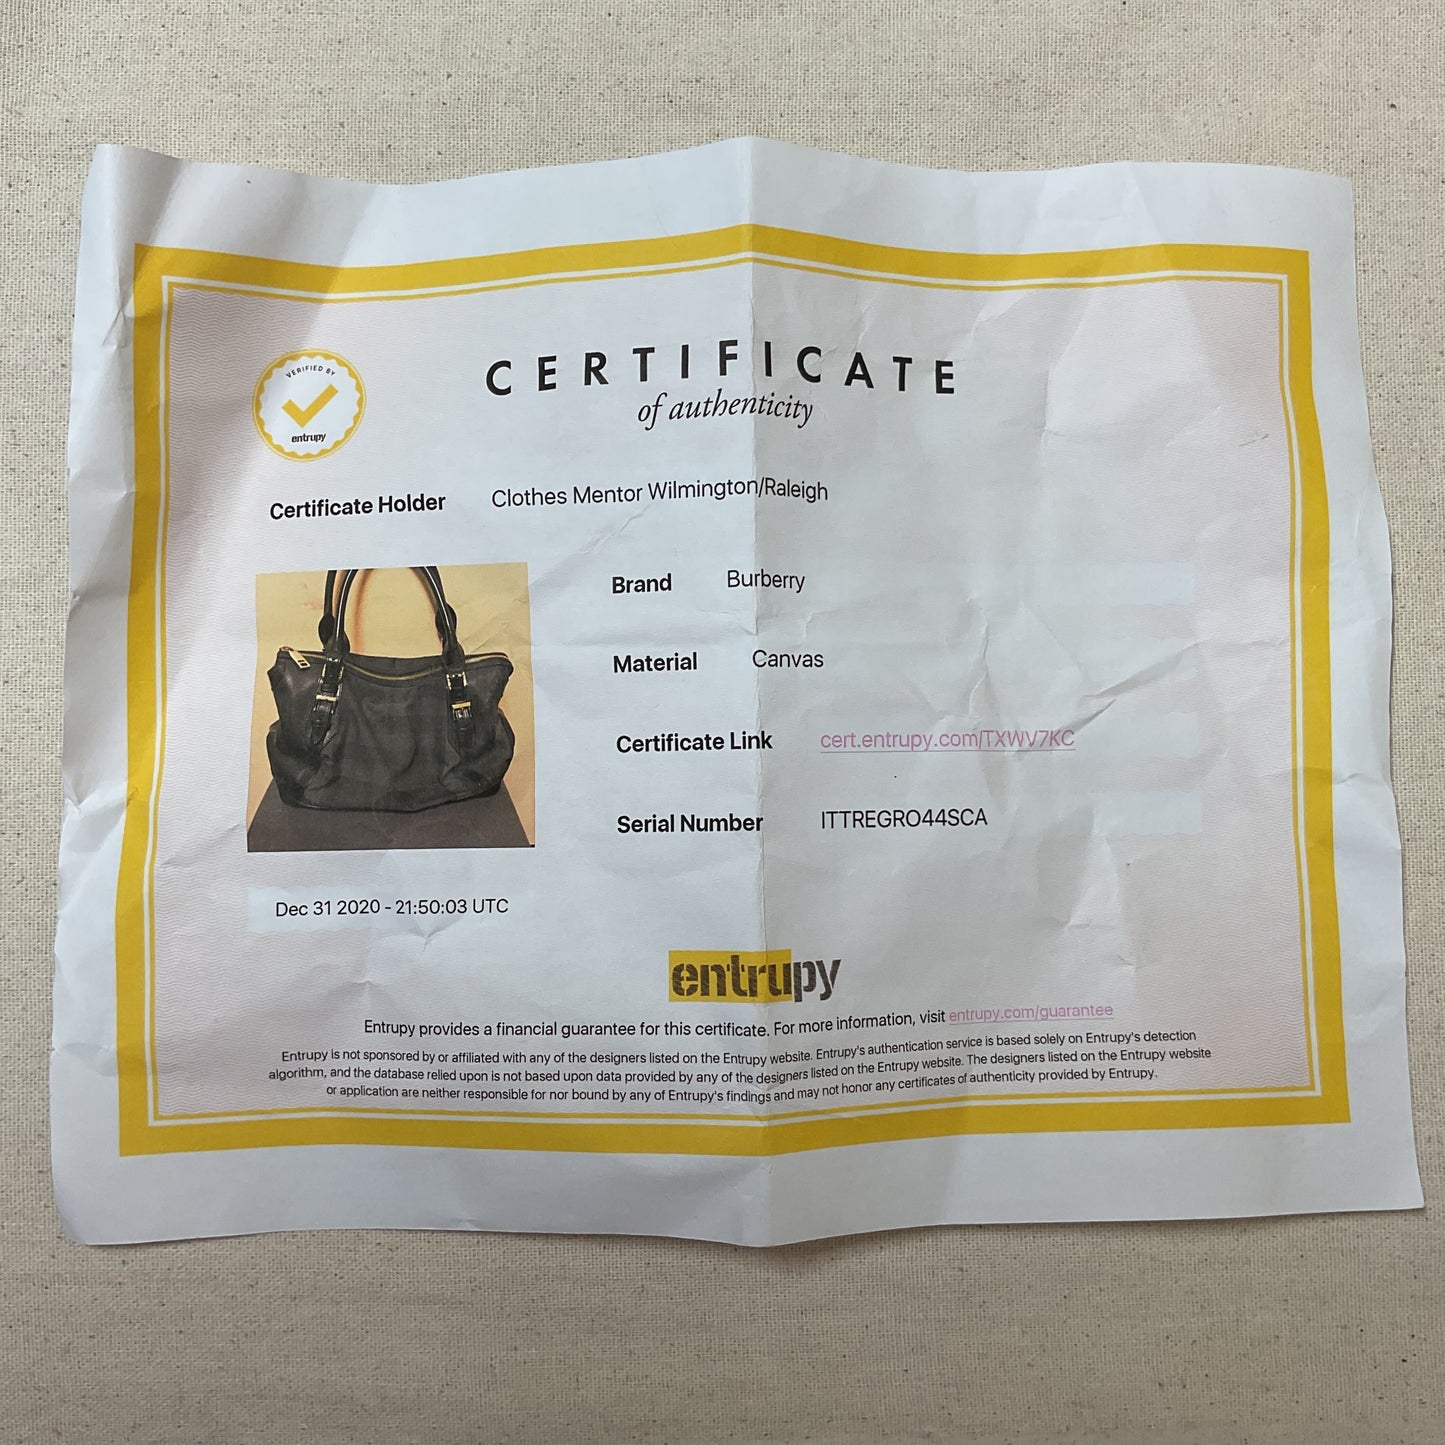 VERIFIED BY
entrupy
CERTIFICATE
of authenticity
Certificate Holder Clothes Mentor Wilmington/Raleigh
Brand Burberry
Material Canvas
Certificate Link cert.entrupy.com/TXWV7KC
Serial Number ITTREGRO44SCA
Dec 31 2020 - 21:50:03 UTC
entrupy
Entrupy provides a financial guarantee for this certificate. For more information, visit entrupy.com/guarantee
Entrupy is not sponsored by or affiliated with any of the designers listed on the Entrupy website. Entrupy's authentication service is based solely on Entrupy's detection
algorithm, and the database relied upon is not based upon data provided by any of the designers listed on the Entrupy website. The designers listed on the Entrupy website
or application are neither responsible for nor bound by any of Entrupy's findings and may not honor any certificates of authenticity provided by Entrupy.